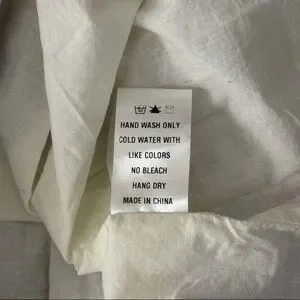 HAND WASH ONLY
COLD WATER WITH
LIKE COLORS
NO BLEACH
HANG DRY
MADE IN CHINA